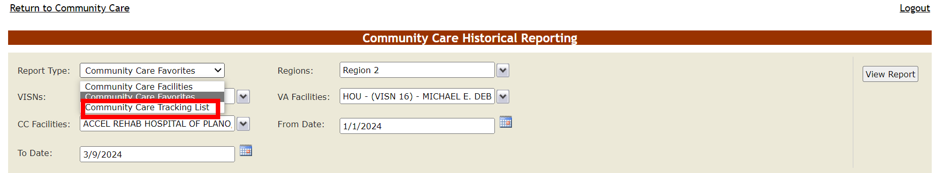 Return to Community Care Logout
Community Care Historical Reporting
Report Type: Community Care Favorites Regions: Region 2 View Report
Community Care Facilities
VISNs: Community Care Favorites VA Facilities: HOU - (VISN 16) - MICHAEL E. DEB
Community Care Tracking List
CC Facilities: ACCEL REHAB HOSPITAL OF PLANO From Date: 1/1/2024
To Date: 3/9/2024